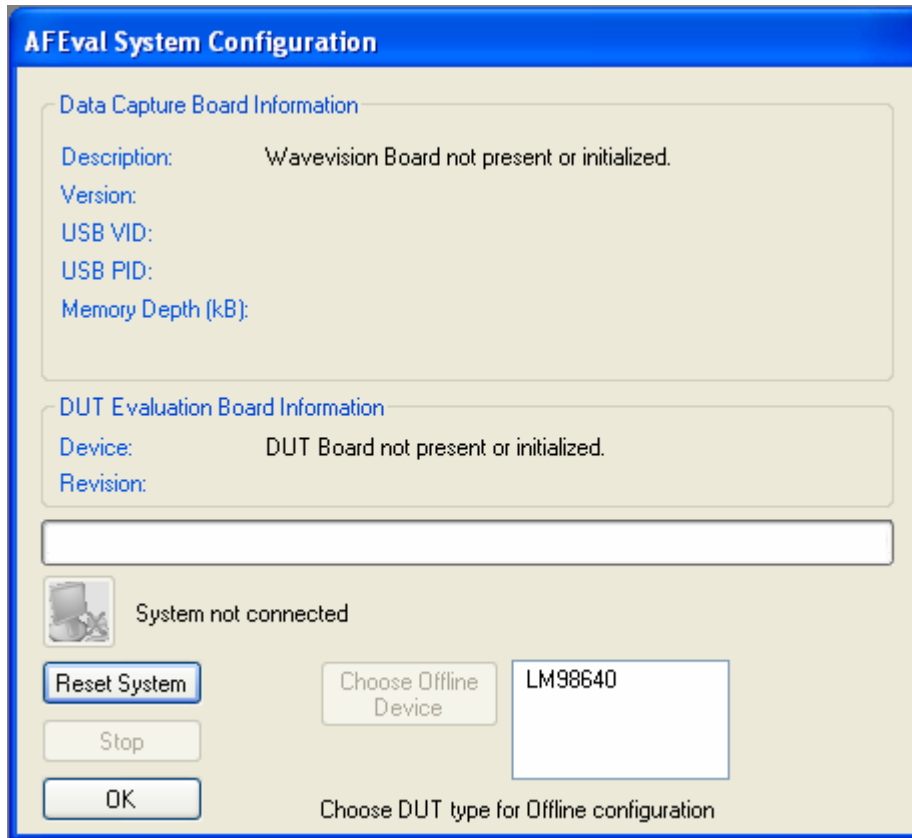 AFEval System Configuration
Data Capture Board Information
Description: Wavevision Board not present or initialized.
Version:
USB VID:
USB PID:
Memory Depth (kB):
DUT Evaluation Board Information
Device: DUT Board not present or initialized.
Revision:
System not connected
Reset System
Choose Offline
Device
LM98640
Stop
OK
Choose DUT type for Offline configuration